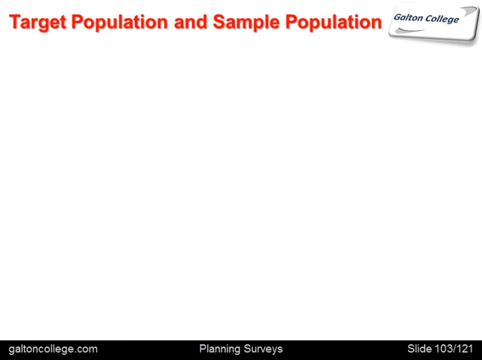 Target Population and Sample Population
Galton College
galtoncollege.com Planning Surveys Slide 103/121